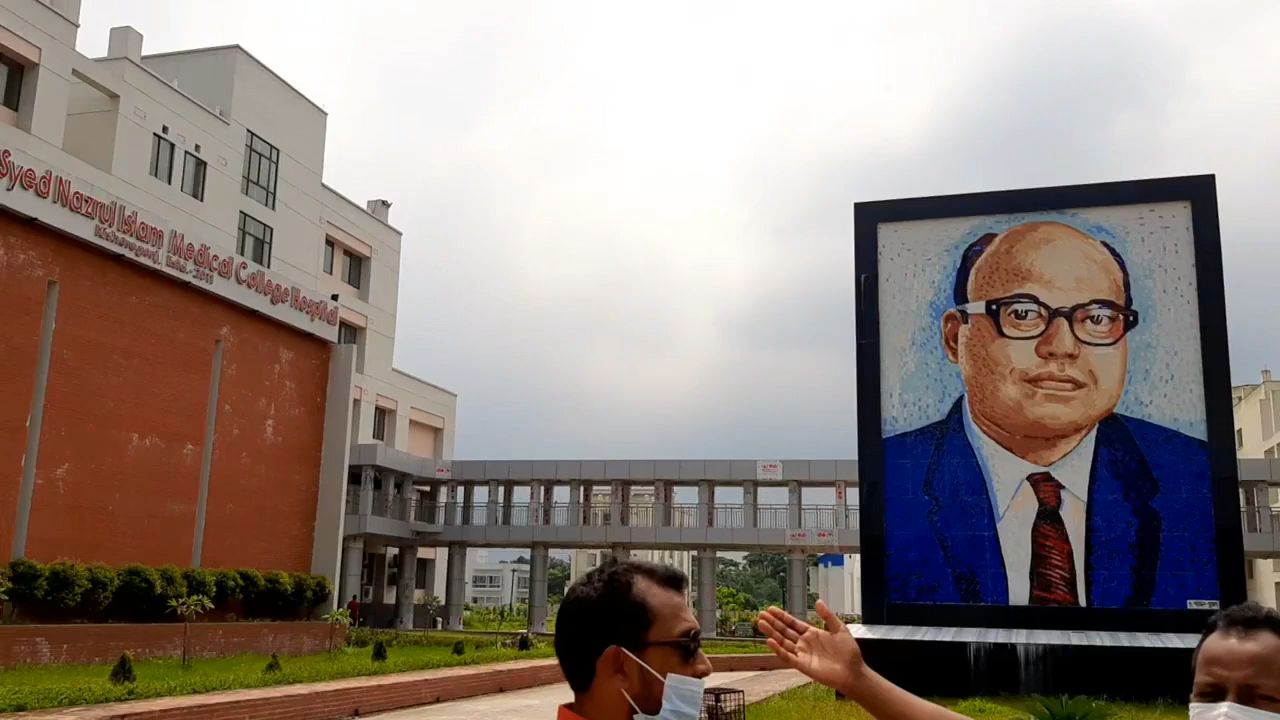 Syed Nazrul Islam Medical College Hospital
Kishoreganj, Estd.-2011